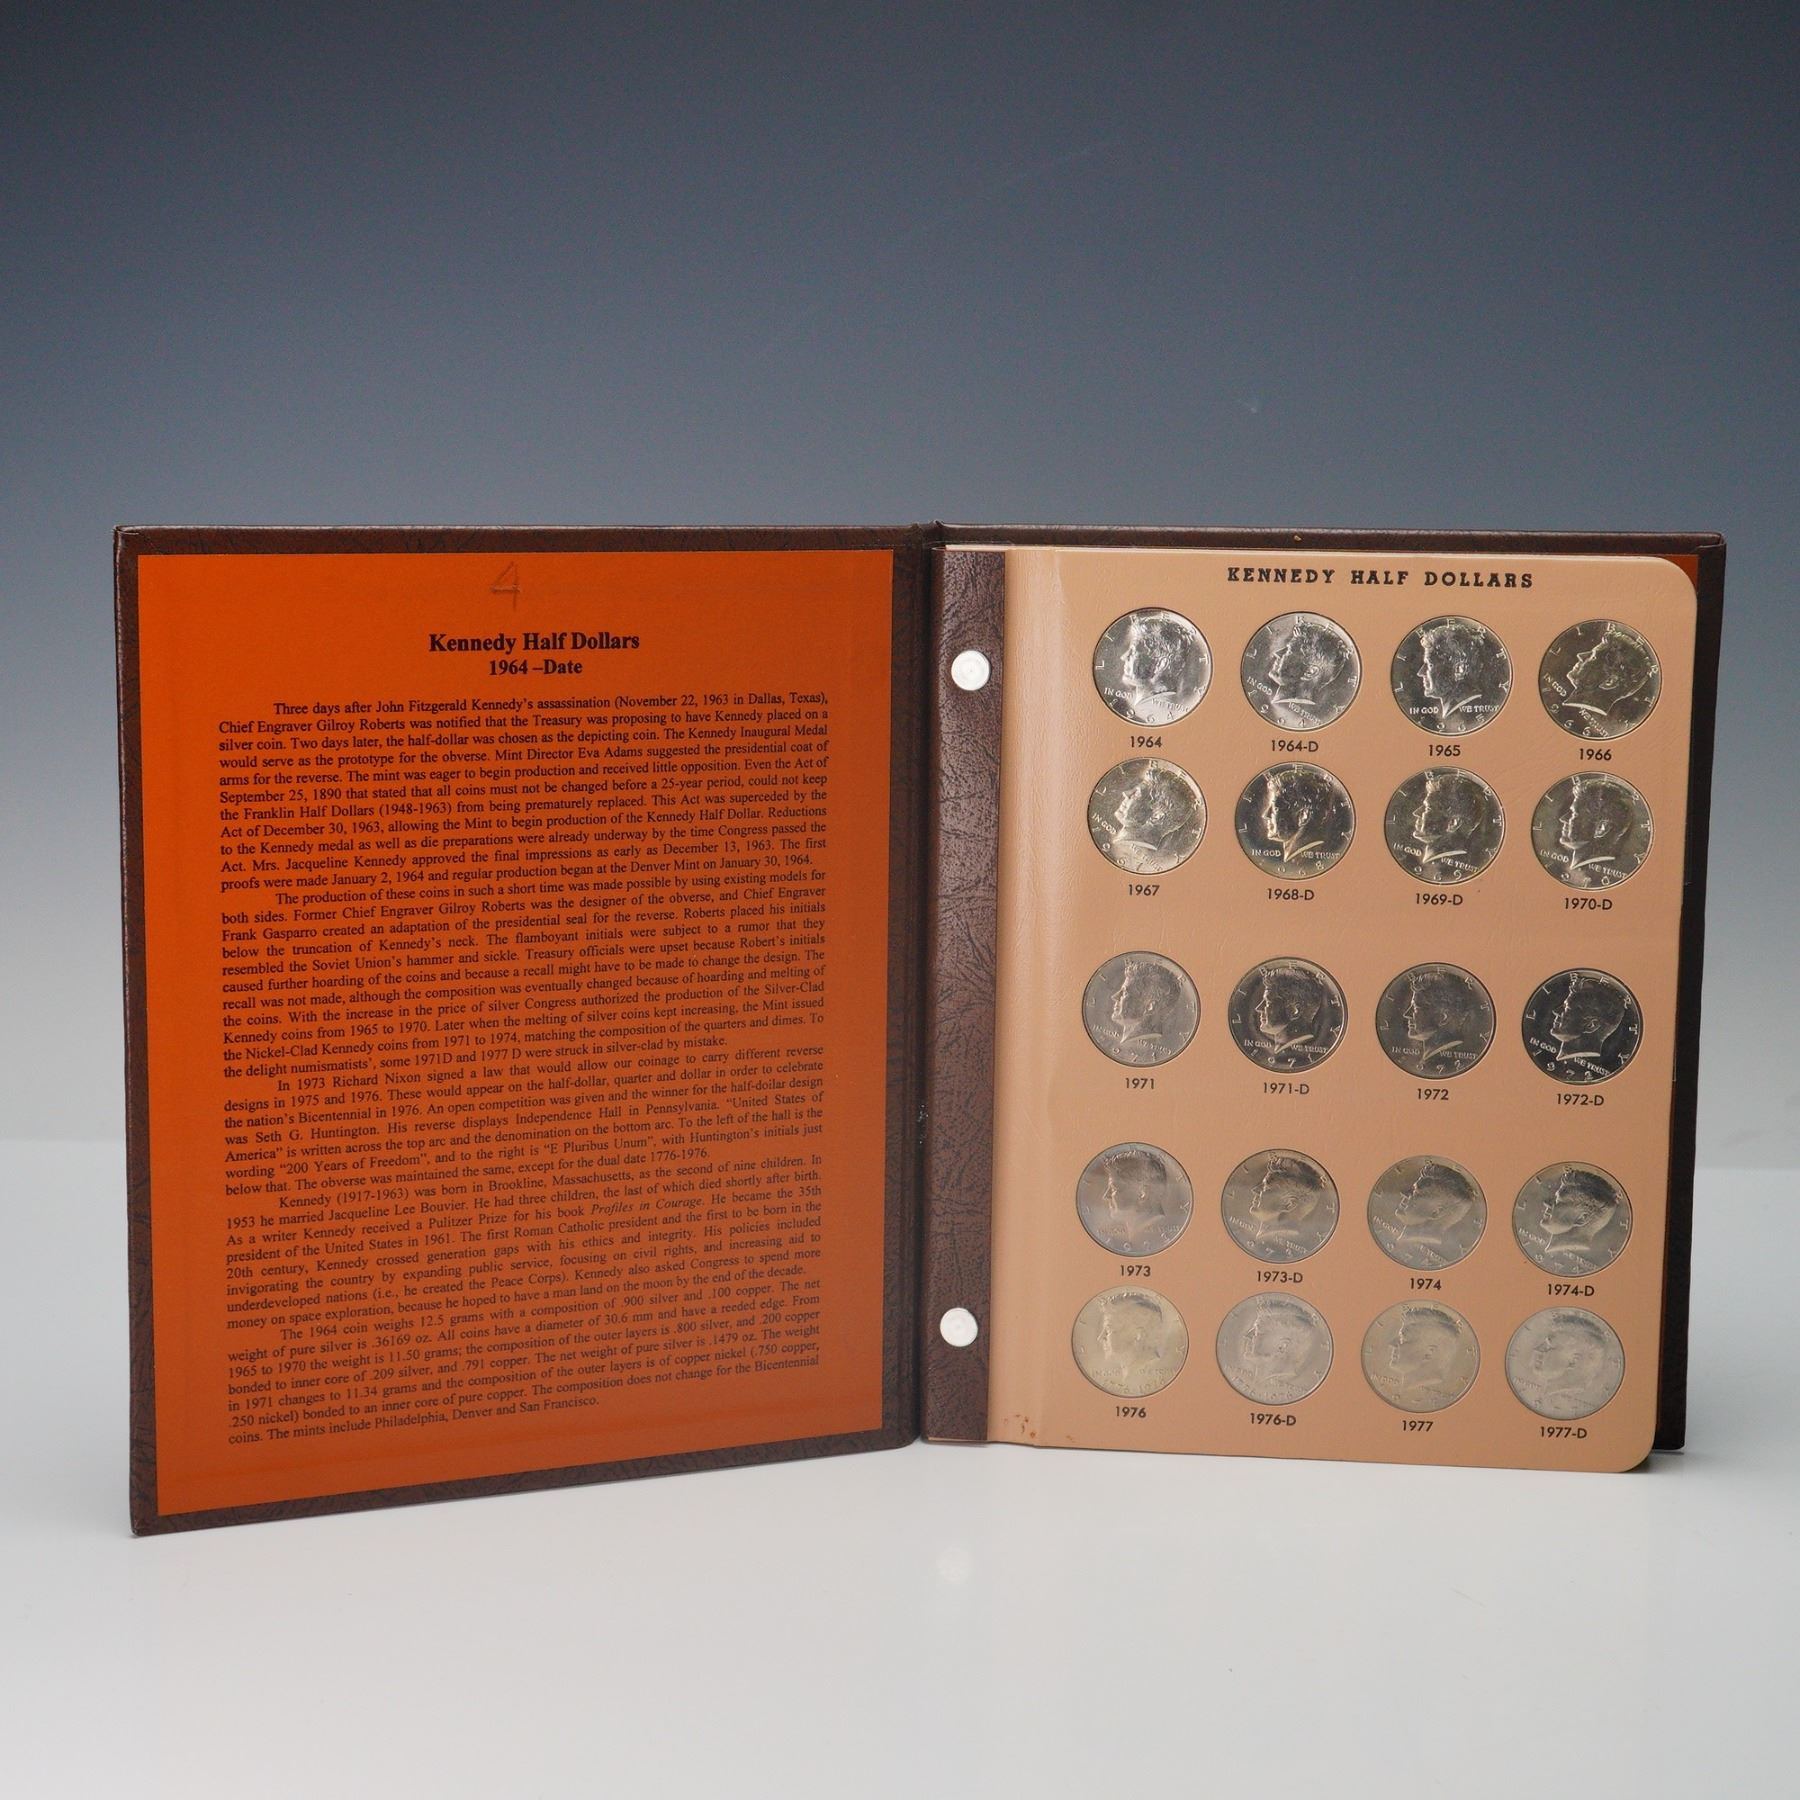 4
Kennedy Half Dollars
1964 –Date
Three days after John Fitzgerald Kennedy's assassination (November 22, 1963 in Dallas, Texas),
Chief Engraver Gilroy Roberts was notified that the Treasury was proposing to have Kennedy placed on a
silver coin. Two days later, the half-dollar was chosen as the depicting coin. The Kennedy Inaugural Medal
would serve as the prototype for the obverse. Mint Director Eva Adams suggested the presidential coat of
arms for the reverse. The mint was eager to begin production and received little opposition. Even the Act of
September 25, 1890 that stated that all coins must not be changed before a 25-year period, could not keep
the Franklin Half Dollars (1948-1963) from being prematurely replaced. This Act was superceded by the
Act of December 30, 1963, allowing the Mint to begin production of the Kennedy Half Dollar. Reductions
to the Kennedy medal as well as die preparations were already underway by the time Congress passed the
Act. Mrs. Jacqueline Kennedy approved the final impressions as early as December 13, 1963. The first
proofs were made January 2, 1964 and regular production began at the Denver Mint on January 30, 1964.
The production of these coins in such a short time was made possible by using existing models for
both sides. Former Chief Engraver Gilroy Roberts was the designer of the obverse, and Chief Engraver
Frank Gasparro created an adaptation of the presidential seal for the reverse. Roberts placed his initials
below the truncation of Kennedy's neck. The flamboyant initials were subject to a rumor that they
resembled the Soviet Union's hammer and sickle. Treasury officials were upset because Robert's initials
caused further hoarding of the coins and because a recall might have to be made to change the design. The
recall was not made, although the composition was eventually changed because of hoarding and melting of
the coins. With the increase in the price of silver Congress authorized the production of the Silver-Clad
Kennedy coins from 1965 to 1970. Later when the melting of silver coins kept increasing, the Mint issued
the Nickel-Clad Kennedy coins from 1971 to 1974, matching the composition of the quarters and dimes. To
the delight numismatists', some 1971D and 1977 D were struck in silver-clad by mistake.
In 1973 Richard Nixon signed a law that would allow our coinage to carry different reverse
designs in 1975 and 1976. These would appear on the half-dollar, quarter and dollar in order to celebrate
the nation's Bicentennial in 1976. An open competition was given and the winner for the half-dollar design
was Seth G. Huntington. His reverse displays Independence Hall in Pennsylvania. "United States of
America" is written across the top arc and the denomination on the bottom arc. To the left of the hall is the
wording "200 Years of Freedom", and to the right is "E Pluribus Unum", with Huntington's initials just
below that. The obverse was maintained the same, except for the dual date 1776-1976.
Kennedy (1917-1963) was born in Brookline, Massachusetts, as the second of nine children. In
1953 he married Jacqueline Lee Bouvier. He had three children, the last of which died shortly after birth.
As a writer Kennedy received a Pulitzer Prize for his book Profiles in Courage. He became the 35th
president of the United States in 1961. The first Roman Catholic president and the first to be born in the
20th century, Kennedy crossed generation gaps with his ethics and integrity. His policies included
invigorating the country by expanding public service, focusing on civil rights, and increasing aid to
underdeveloped nations (i.e., he created the Peace Corps). Kennedy also asked Congress to spend more
money on space exploration, because he hoped to have a man land on the moon by the end of the decade.
The 1964 coin weighs 12.5 grams with a composition of .900 silver and .100 copper. The net
weight of pure silver is .36169 oz. All coins have a diameter of 30.6 mm and have a reeded edge. From
1965 to 1970 the weight is 11.50 grams; the composition of the outer layers is .800 silver, and .200 copper
bonded to inner core of .209 silver, and .791 copper. The net weight of pure silver is .1479 oz. The weight
in 1971 changes to 11.34 grams and the composition of the outer layers is of copper nickel (.750 copper,
.250 nickel) bonded to an inner core of pure copper. The composition does not change for the Bicentennial
coins. The mints include Philadelphia, Denver and San Francisco.
KENNEDY HALF DOLLARS
1964 1964-D 1965 1966
1967 1968-D 1969-D 1970-D
1971 1971-D 1972 1972-D
1973 1973-D 1974 1974-D
1976 1976-D 1977 1977-D